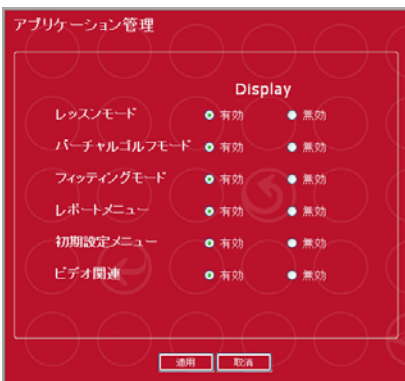 アプリケーション管理
Display
レッスンモード 有効 無効
バーチャルゴルフモード 有効 無効
フィッティングモード 有効 無効
レポートメニュー 有効 無効
初期設定メニュー 有効 無効
ビデオ関連 有効 無効
適用 取消